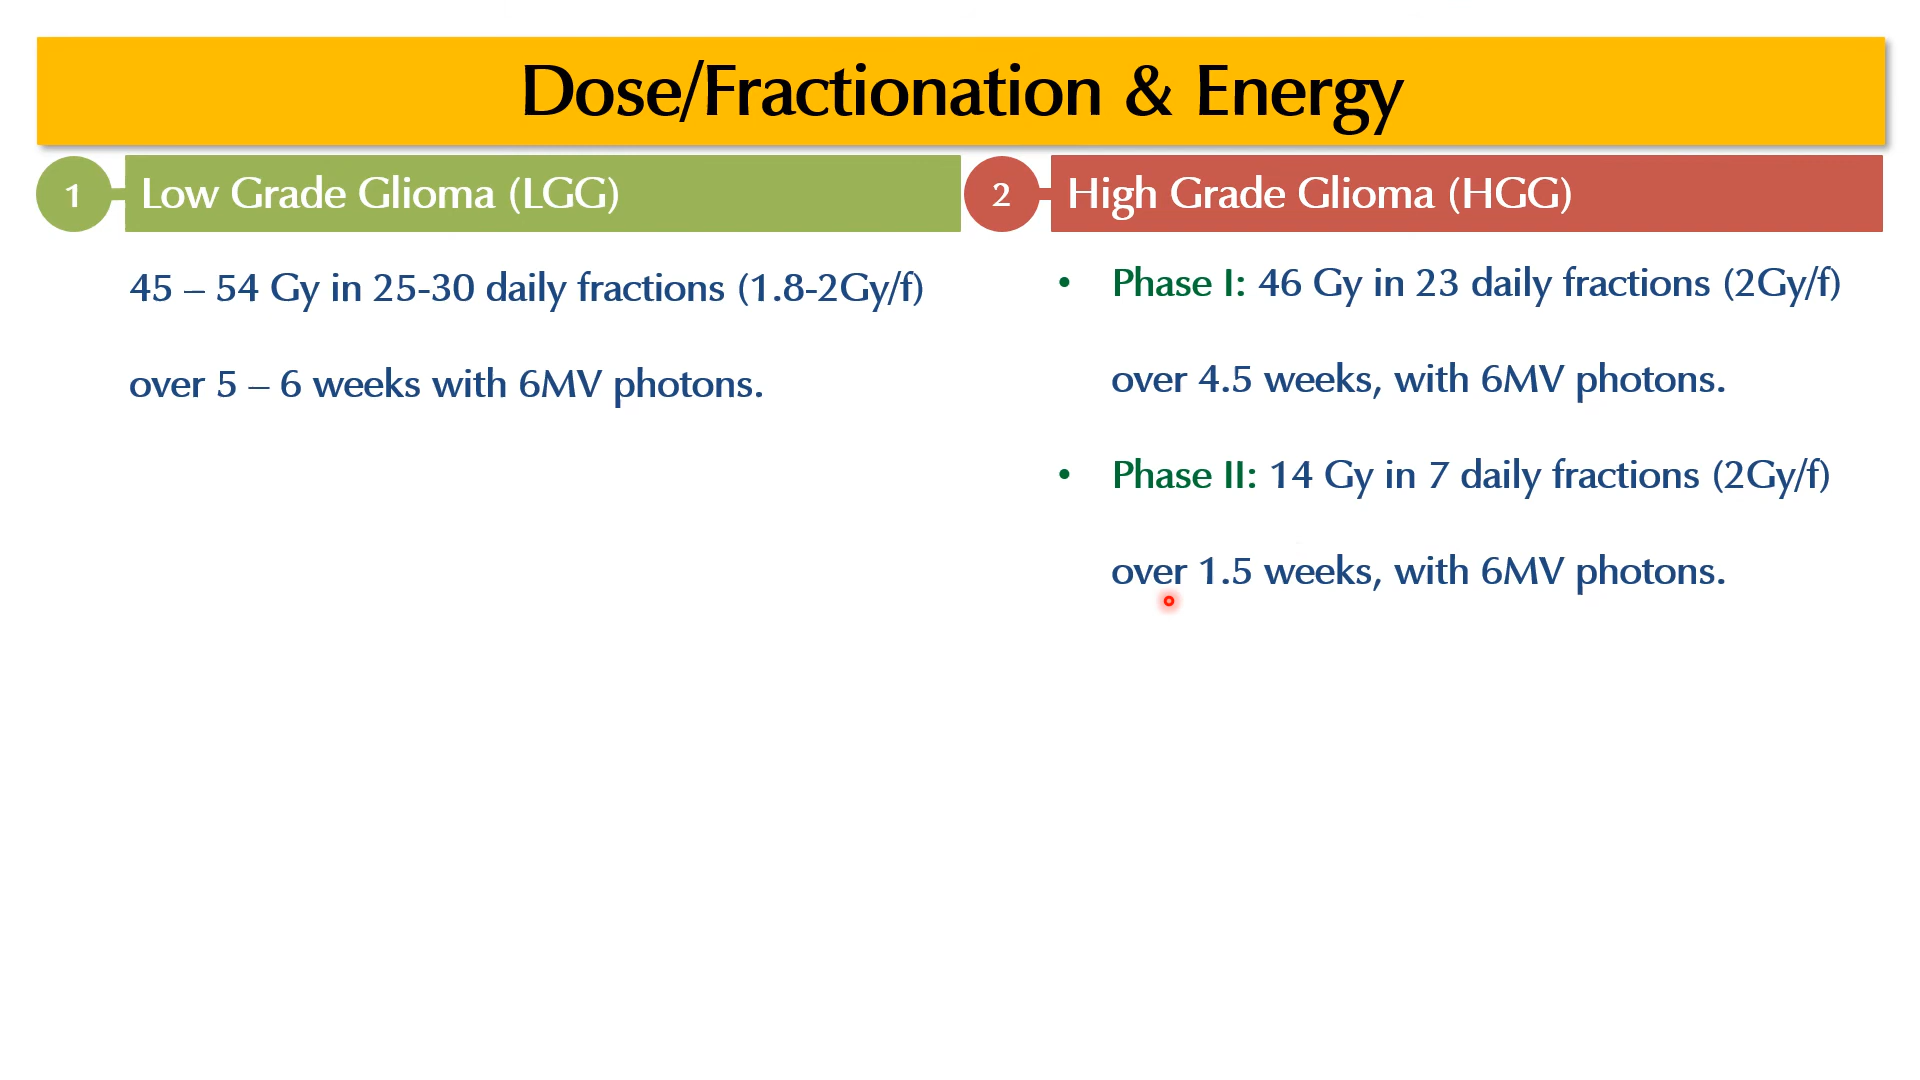 Dose/Fractionation & Energy
1 Low Grade Glioma (LGG)
45 – 54 Gy in 25-30 daily fractions (1.8-2Gy/f)
over 5 – 6 weeks with 6MV photons.
2 High Grade Glioma (HGG)
• Phase I: 46 Gy in 23 daily fractions (2Gy/f)
over 4.5 weeks, with 6MV photons.
• Phase II: 14 Gy in 7 daily fractions (2Gy/f)
over 1.5 weeks, with 6MV photons.